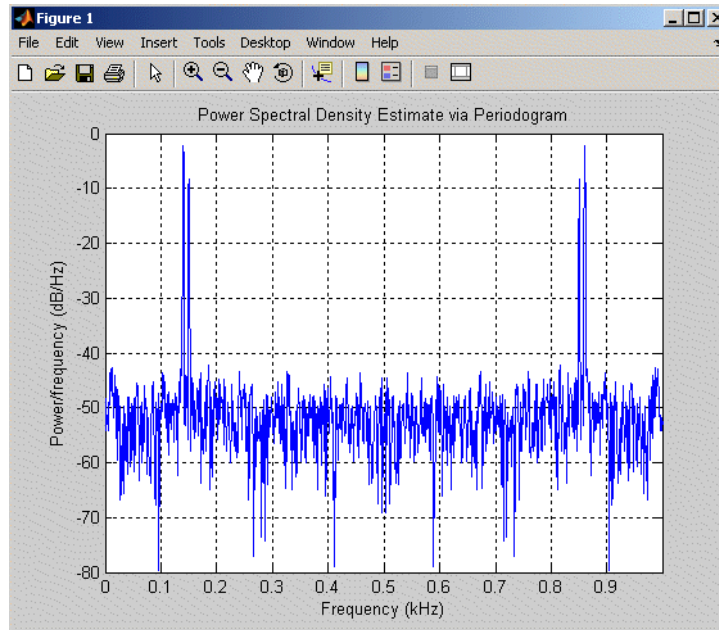 Figure 1
File Edit View Insert Tools Desktop Window Help
Power Spectral Density Estimate via Periodogram
Power/frequency (dB/Hz)
0
-10
-20
-30
-40
-50
-60
-70
-80
0 0.1 0.2 0.3 0.4 0.5 0.6 0.7 0.8 0.9
Frequency (kHz)